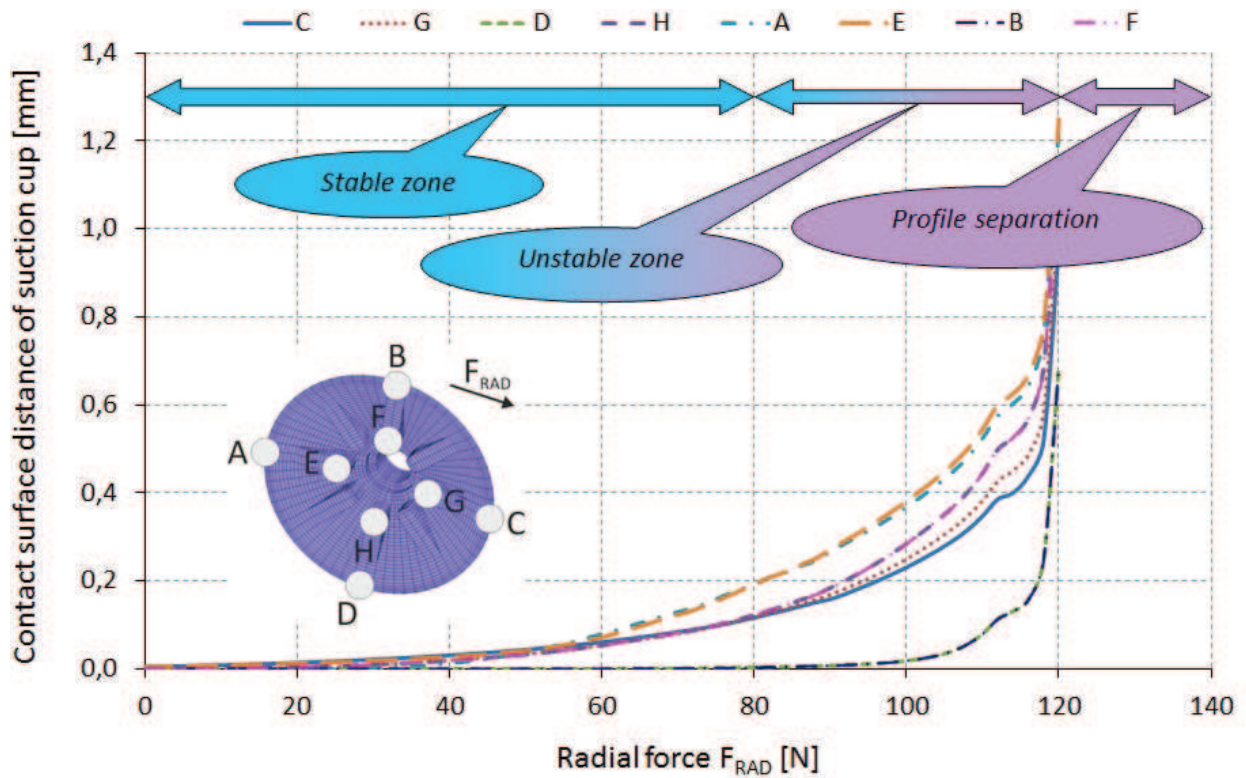 C G D H A E B F
Contact surface distance of suction cup [mm]
1,4
1,2
1,0
0,8
0,6
0,4
0,2
0,0
Stable zone
Unstable zone
Profile separation
B
F_RAD
F
A
E
G
C
H
D
0 20 40 60 80 100 120 140
Radial force F_RAD [N]